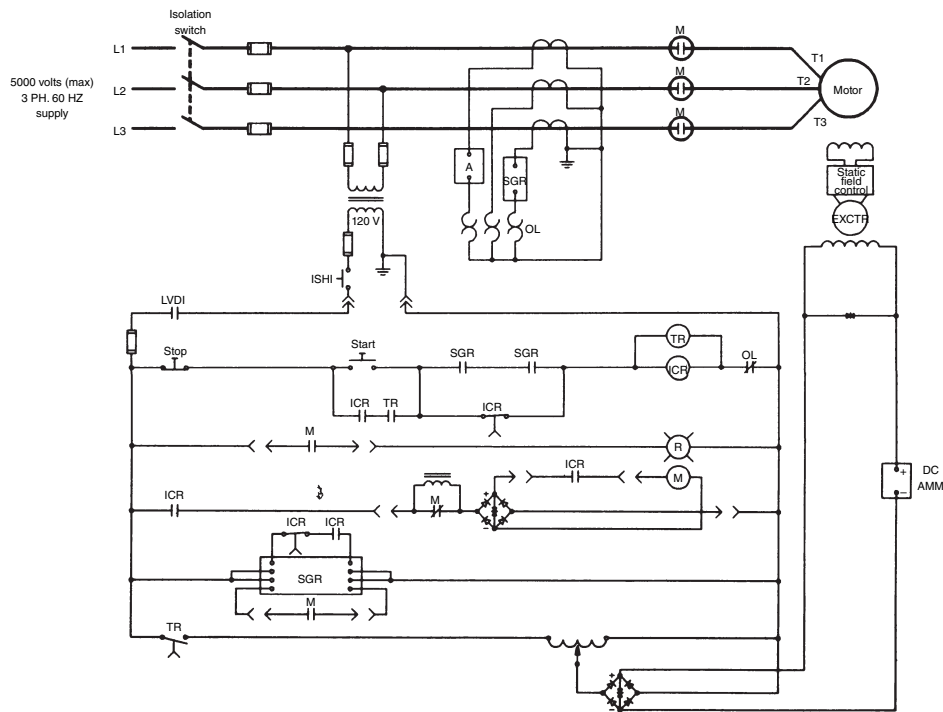 Isolation
switch
L1
5000 volts (max)
3 PH. 60 HZ
supply
L2
L3
M
M
M
T1
T2
T3
Motor
A
SGR
OL
Static
field
control
EXCTR
120 V
ISHI
LVDI
Stop
Start
SGR
SGR
TR
ICR
OL
ICR
TR
ICR
M
R
ICR
M
DC
AMM
+
−
ICR
M
+
−
ICR
ICR
SGR
M
TR
+
−